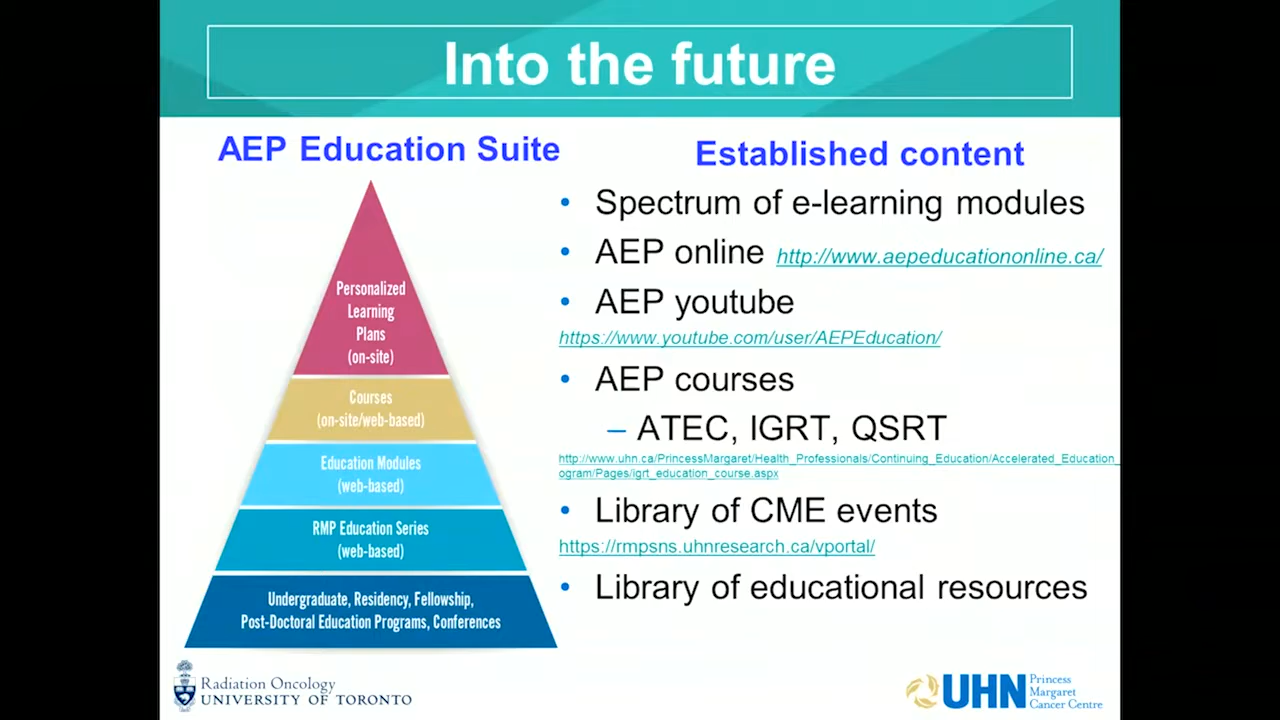 Into the future
AEP Education Suite
Personalized
Learning
Plans
(on-site)
Courses
(on-site/web-based)
Education Modules
(web-based)
RMP Education Series
(web-based)
Undergraduate, Residency, Fellowship,
Post-Doctoral Education Programs, Conferences
Established content
• Spectrum of e-learning modules
• AEP online http://www.aepeducationonline.ca/
• AEP youtube
https://www.youtube.com/user/AEPEducation/
• AEP courses
– ATEC, IGRT, QSRT
http://www.uhn.ca/PrincessMargaret/Health_Professionals/Continuing_Education/Accelerated_Education_
ogram/Pages/igrt_education_course.aspx
• Library of CME events
https://rmpsns.uhnresearch.ca/vportal/
• Library of educational resources
Radiation Oncology
UNIVERSITY OF TORONTO
UHN
Princess
Margaret
Cancer Centre